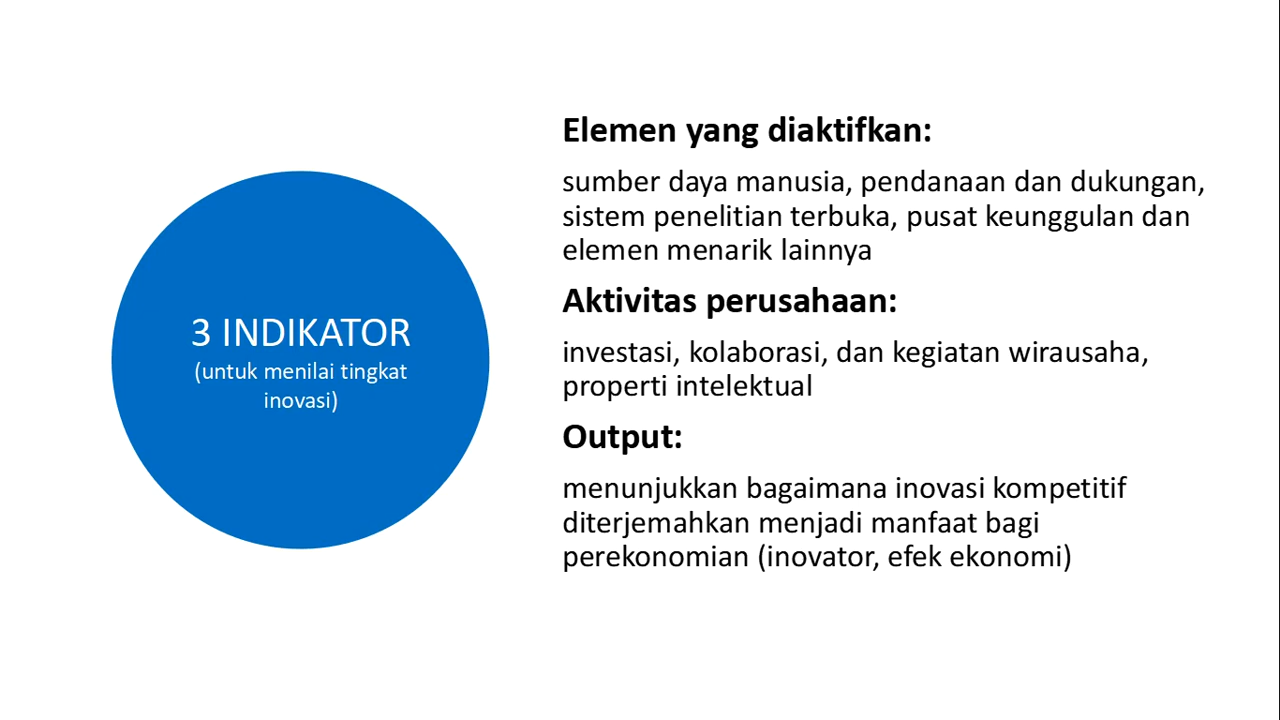 3 INDIKATOR
(untuk menilai tingkat
inovasi)
Elemen yang diaktifkan:
sumber daya manusia, pendanaan dan dukungan,
sistem penelitian terbuka, pusat keunggulan dan
elemen menarik lainnya
Aktivitas perusahaan:
investasi, kolaborasi, dan kegiatan wirausaha,
properti intelektual
Output:
menunjukkan bagaimana inovasi kompetitif
diterjemahkan menjadi manfaat bagi
perekonomian (inovator, efek ekonomi)